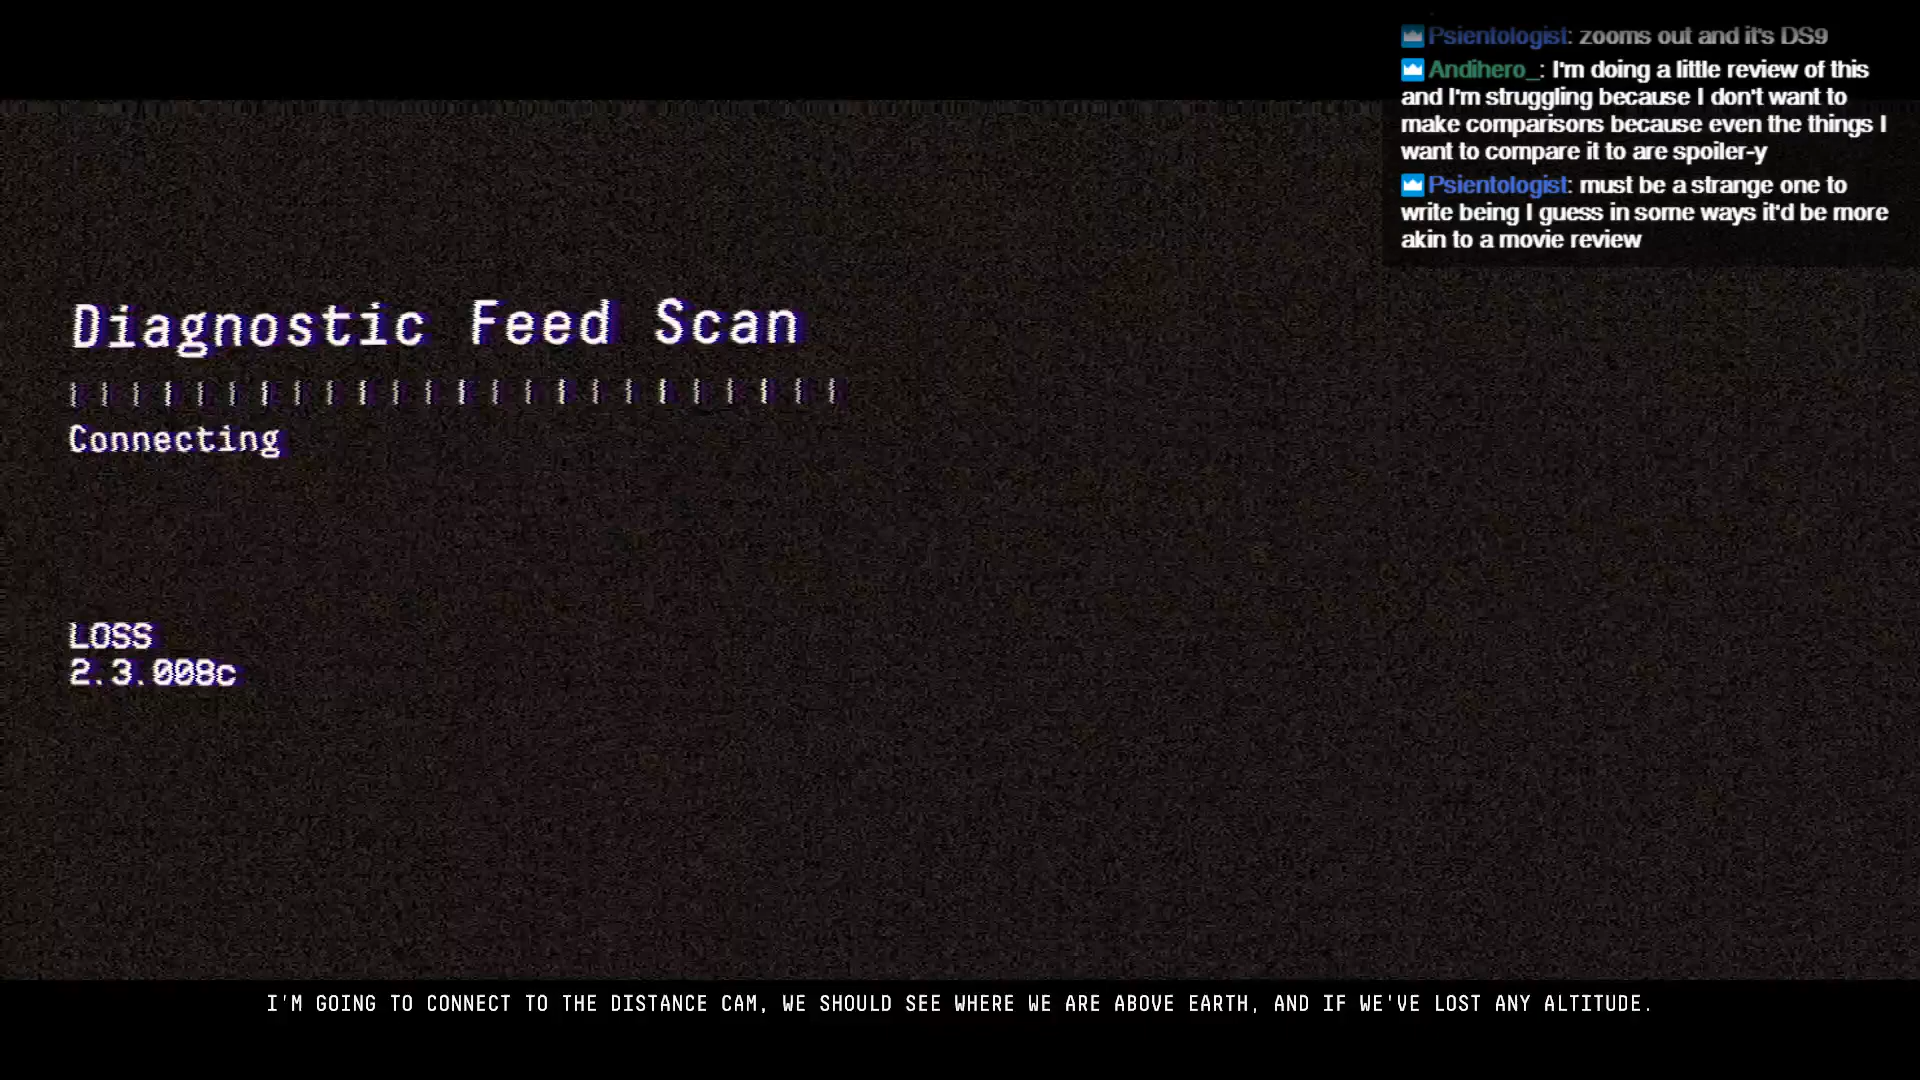 Psientologist: zooms out and it's DS9
Andihero_: I'm doing a little review of this
and I'm struggling because I don't want to
make comparisons because even the things I
want to compare it to are spoiler-y
Psientologist: must be a strange one to
write being I guess in some ways it'd be more
akin to a movie review
Diagnostic Feed Scan
Connecting
LOSS
2.3.008c
I'M GOING TO CONNECT TO THE DISTANCE CAM, WE SHOULD SEE WHERE WE ARE ABOVE EARTH, AND IF WE'VE LOST ANY ALTITUDE.